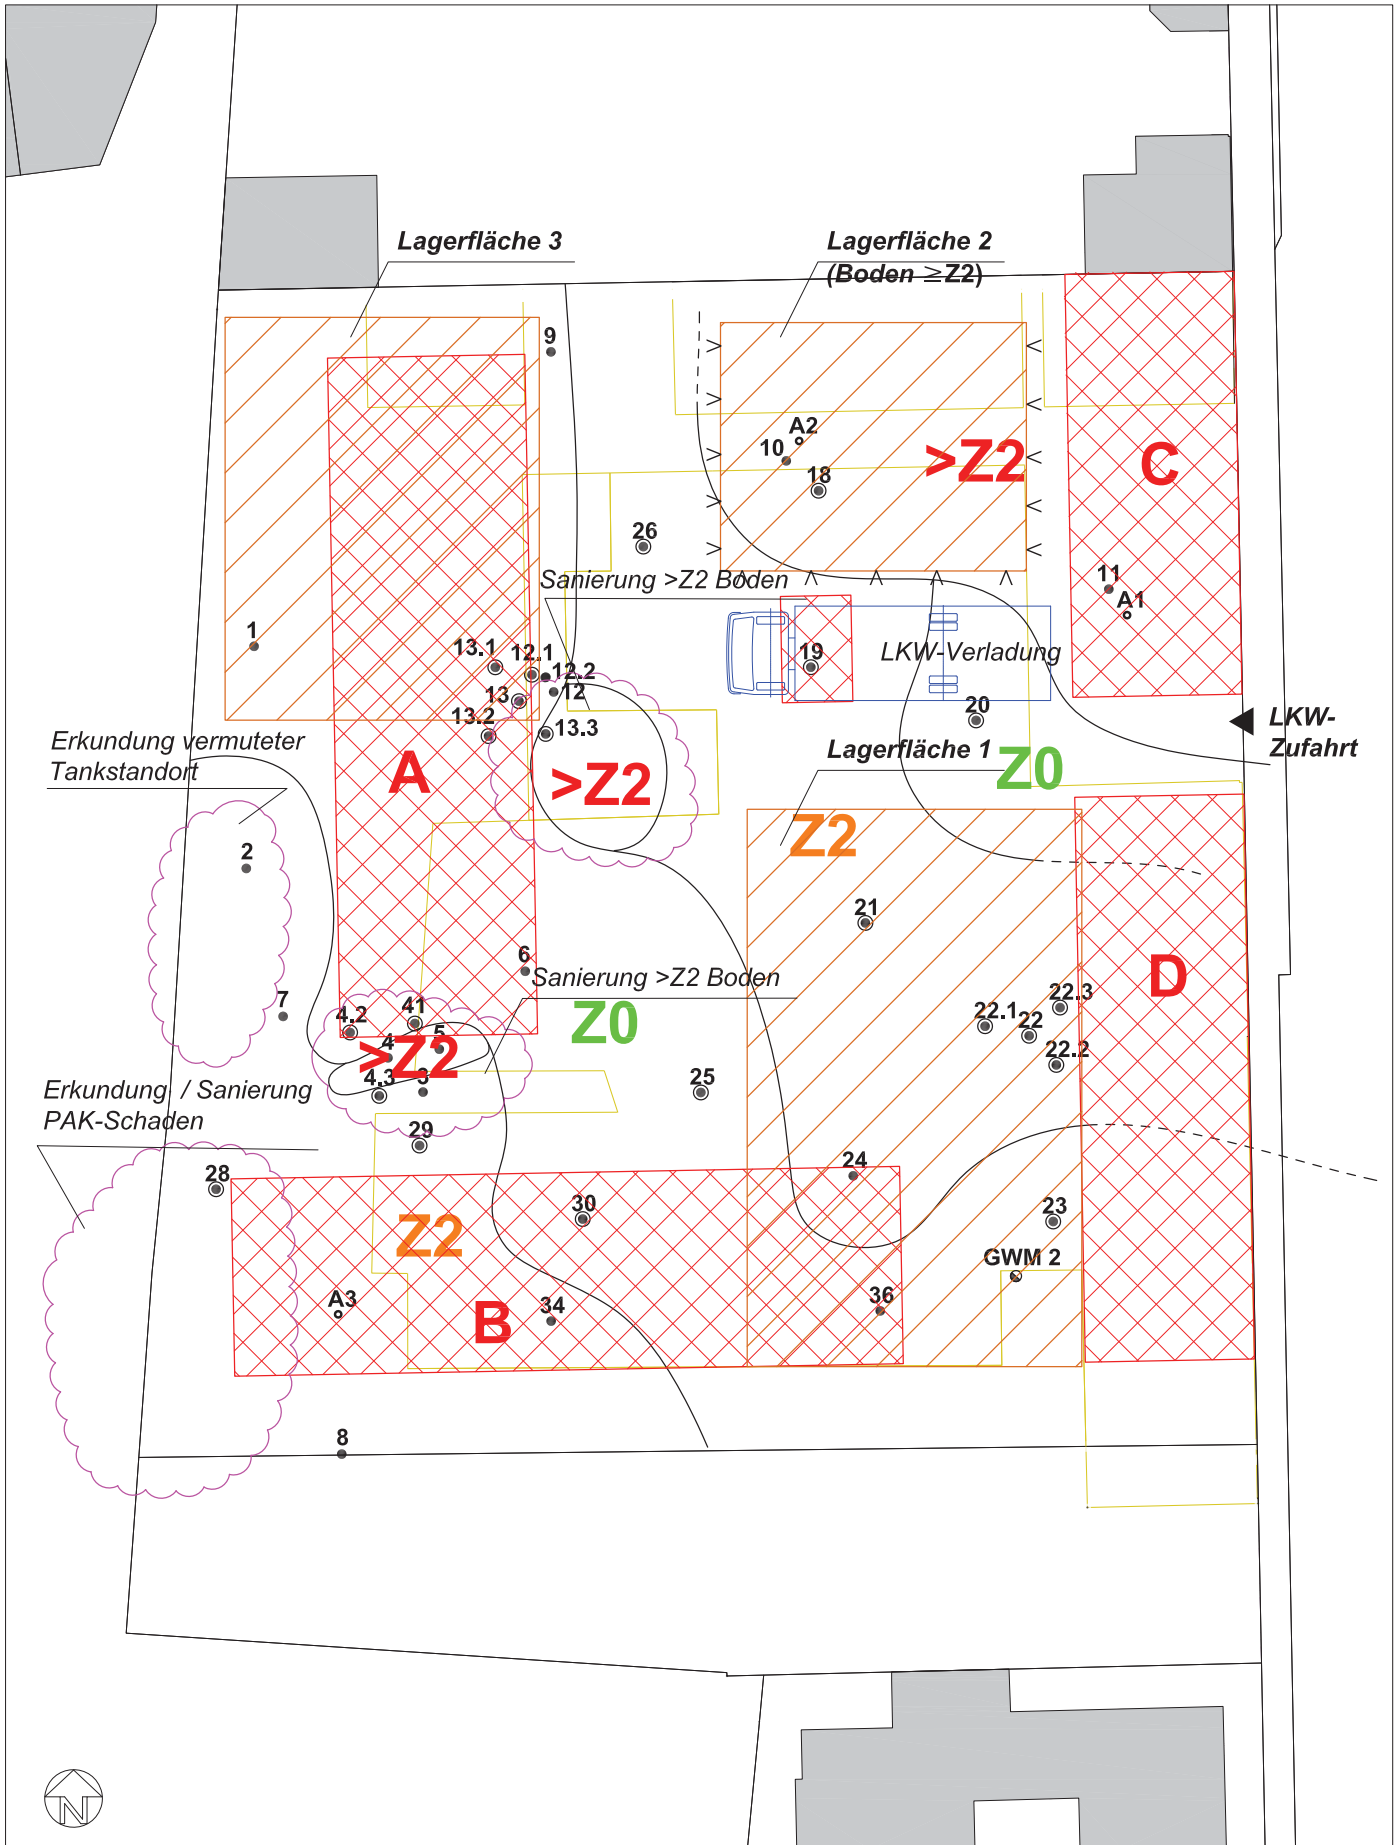 Lagerfläche 3
Lagerfläche 2
(Boden ≥Z2)
9
A2
10
>Z2
C
18
26
Sanierung >Z2 Boden
11
A1
1
13.1
12.1
12.2
19
LKW-Verladung
13
12
13.2
13.3
20
LKW-
Zufahrt
Erkundung vermuteter
Tankstandort
Lagerfläche 1
A
>Z2
Z0
Z2
2
21
6
Sanierung >Z2 Boden
D
7
4.2
41
Z0
22.3
22.1
22
4
5
>Z2
22.2
4.3
3
25
Erkundung / Sanierung
PAK-Schaden
29
24
28
30
23
Z2
GWM 2
A3
B
34
36
8
N